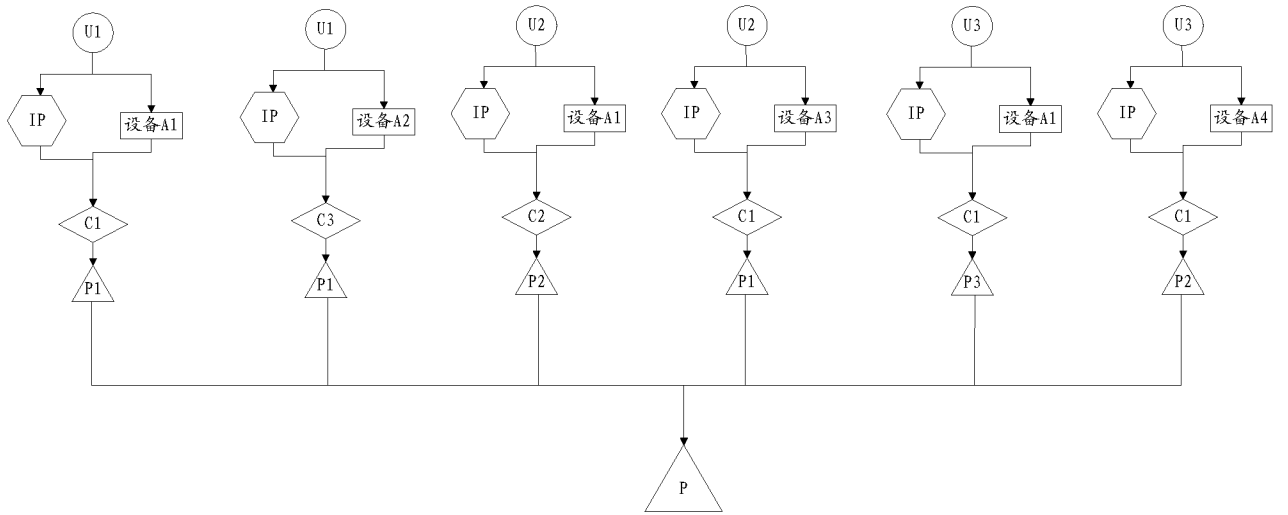 U1 U1 U2 U2 U3 U3
IP 设备A1 IP 设备A2 IP 设备A1 IP 设备A3 IP 设备A1 IP 设备A4
C1 C3 C2 C1 C1 C1
P1 P1 P2 P1 P3 P2
P